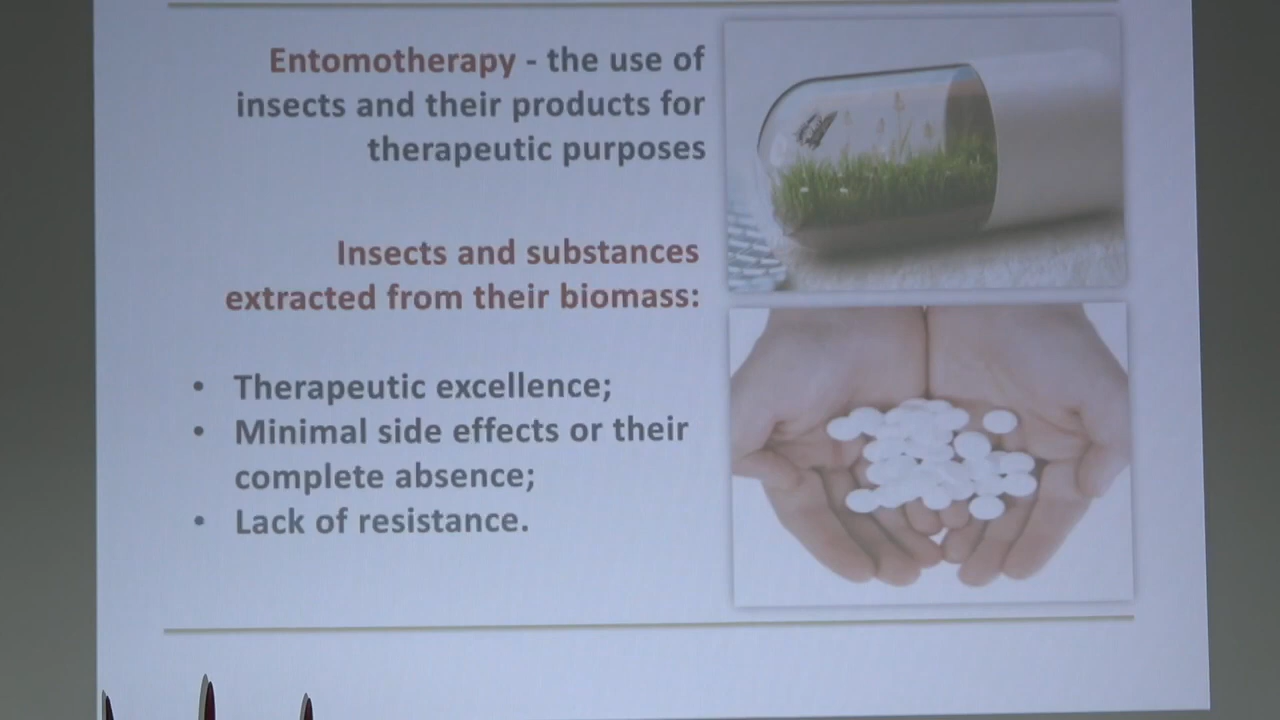 Entomotherapy - the use of
insects and their products for
therapeutic purposes
Insects and substances
extracted from their biomass:
• Therapeutic excellence;
• Minimal side effects or their
complete absence;
• Lack of resistance.